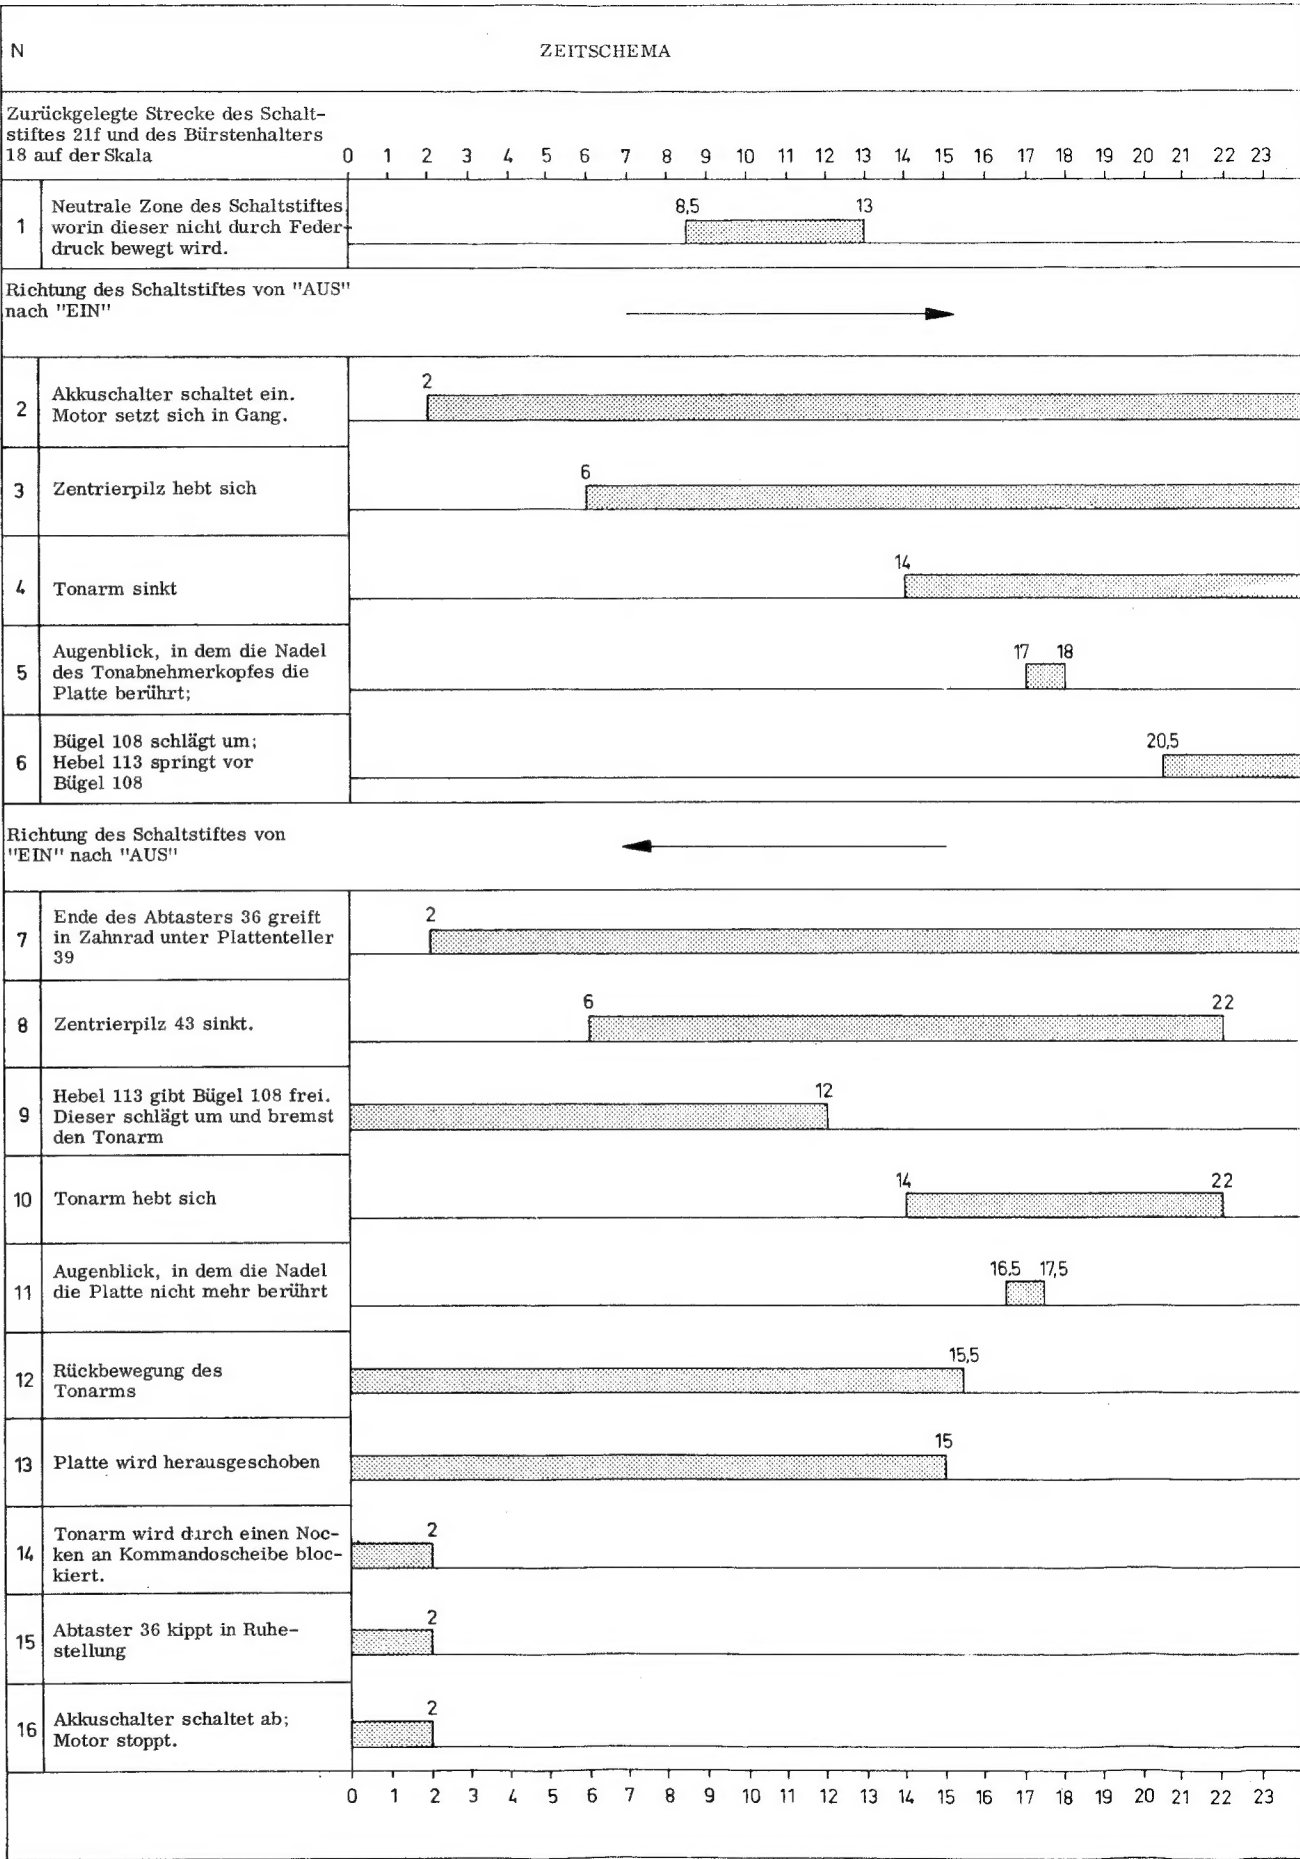 N
ZEITSCHEMA
Zurückgelegte Strecke des Schalt-
stiftes 21f und des Bürstenhalters
18 auf der Skala
0 1 2 3 4 5 6 7 8 9 10 11 12 13 14 15 16 17 18 19 20 21 22 23
1
Neutrale Zone des Schaltstiftes
worin dieser nicht durch Feder-
druck bewegt wird.
8,5 13
Richtung des Schaltstiftes von "AUS"
nach "EIN"
2
Akkuschalter schaltet ein.
Motor setzt sich in Gang.
2
3
Zentrierpilz hebt sich
6
4
Tonarm sinkt
14
5
Augenblick, in dem die Nadel
des Tonabnehmerkopfes die
Platte berührt;
17 18
6
Bügel 108 schlägt um;
Hebel 113 springt vor
Bügel 108
20,5
Richtung des Schaltstiftes von
"EIN" nach "AUS"
7
Ende des Abtasters 36 greift
in Zahnrad unter Plattenteller
39
2
8
Zentrierpilz 43 sinkt.
6 22
9
Hebel 113 gibt Bügel 108 frei.
Dieser schlägt um und bremst
den Tonarm
12
10
Tonarm hebt sich
14 22
11
Augenblick, in dem die Nadel
die Platte nicht mehr berührt
16,5 17,5
12
Rückbewegung des
Tonarms
15,5
13
Platte wird herausgeschoben
15
14
Tonarm wird durch einen Noc-
ken an Kommandoscheibe bloc-
kiert.
2
15
Abtaster 36 kippt in Ruhe-
stellung
2
16
Akkuschalter schaltet ab;
Motor stoppt.
2
0 1 2 3 4 5 6 7 8 9 10 11 12 13 14 15 16 17 18 19 20 21 22 23